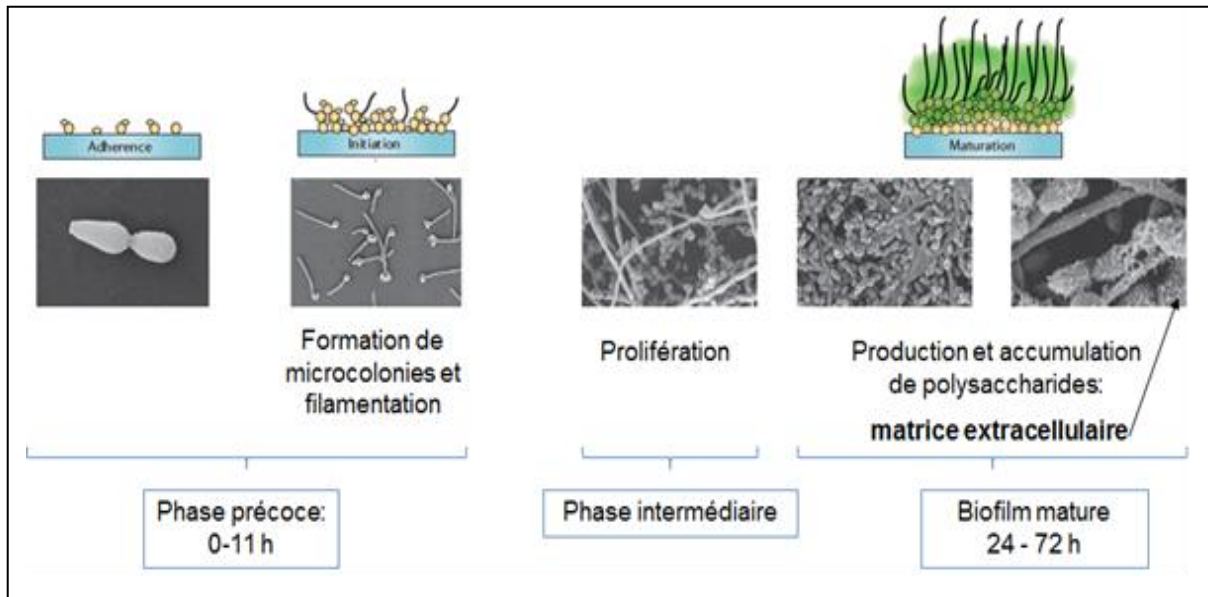 Adherence
Initiation
Maturation
Formation de
microcolonies et
filamentation
Prolifération
Production et accumulation
de polysaccharides:
matrice extracellulaire
Phase précoce:
0-11 h
Phase intermédiaire
Biofilm mature
24 - 72 h